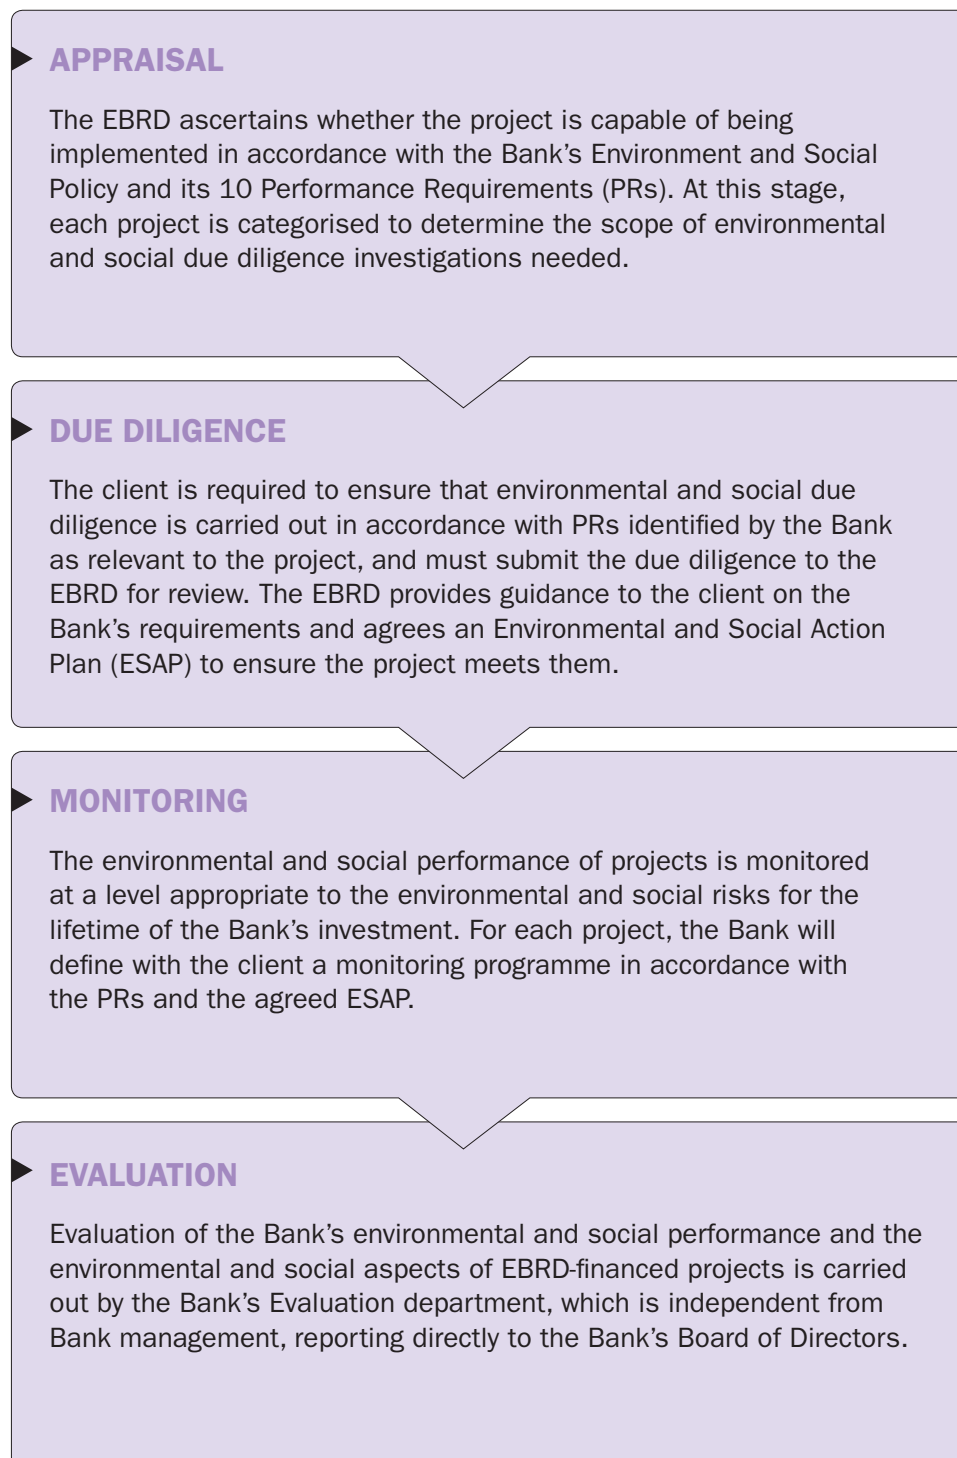 APPRAISAL
The EBRD ascertains whether the project is capable of being
implemented in accordance with the Bank’s Environment and Social
Policy and its 10 Performance Requirements (PRs). At this stage,
each project is categorised to determine the scope of environmental
and social due diligence investigations needed.
DUE DILIGENCE
The client is required to ensure that environmental and social due
diligence is carried out in accordance with PRs identified by the Bank
as relevant to the project, and must submit the due diligence to the
EBRD for review. The EBRD provides guidance to the client on the
Bank’s requirements and agrees an Environmental and Social Action
Plan (ESAP) to ensure the project meets them.
MONITORING
The environmental and social performance of projects is monitored
at a level appropriate to the environmental and social risks for the
lifetime of the Bank’s investment. For each project, the Bank will
define with the client a monitoring programme in accordance with
the PRs and the agreed ESAP.
EVALUATION
Evaluation of the Bank’s environmental and social performance and the
environmental and social aspects of EBRD-financed projects is carried
out by the Bank’s Evaluation department, which is independent from
Bank management, reporting directly to the Bank’s Board of Directors.